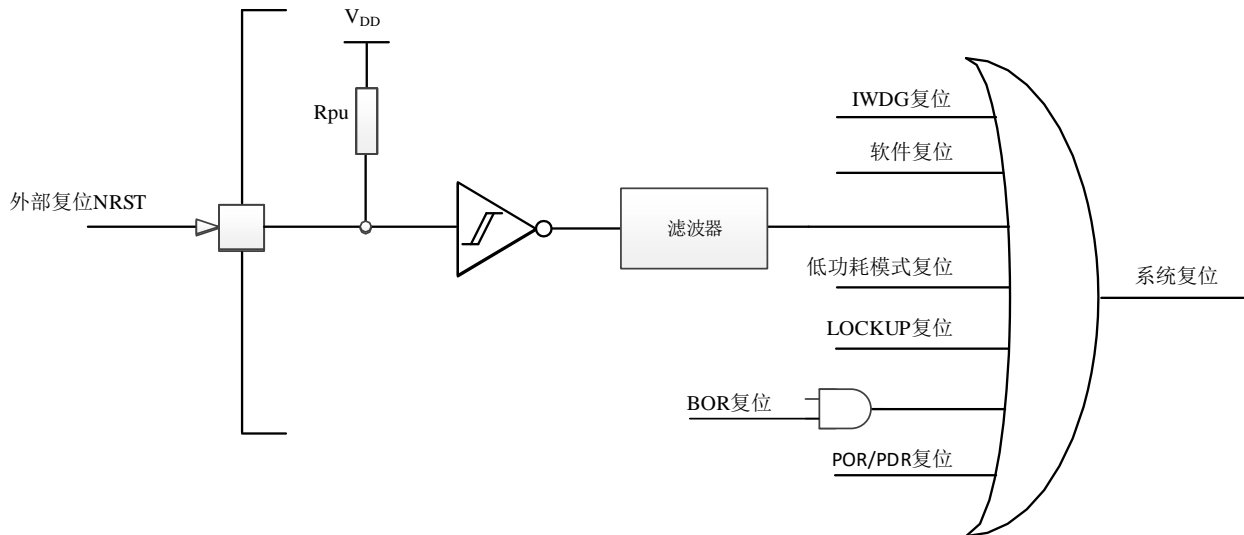 V_DD
Rpu
外部复位NRST
滤波器
IWDG复位
软件复位
低功耗模式复位
LOCKUP复位
BOR复位
POR/PDR复位
系统复位